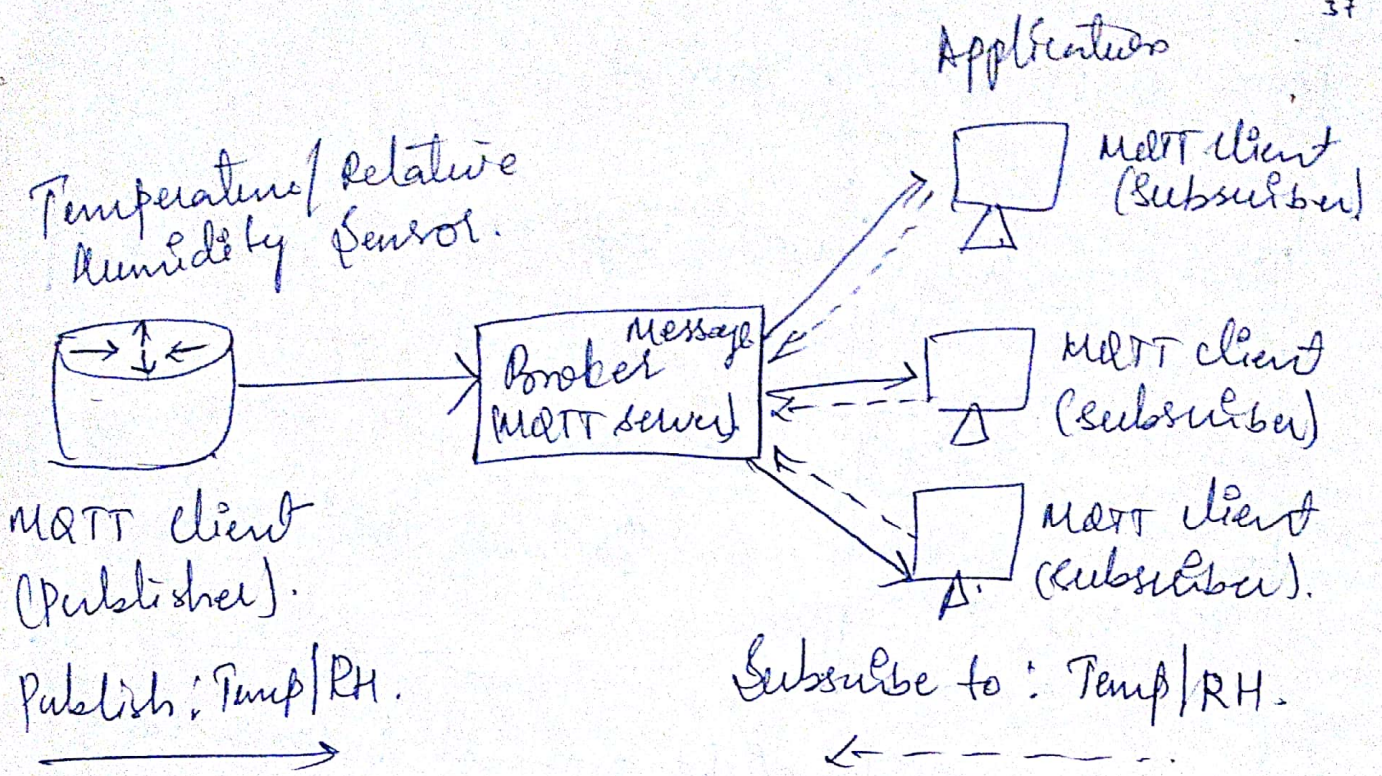 37
Applications
Temperature/Relative
Humidity Sensor.
MQTT client
(Subscriber)
Message
Broker
(MQTT server)
MQTT client
(Subscriber)
MQTT client
(Publisher).
MQTT client
(Subscriber).
Publish: Temp/RH.
Subscribe to: Temp/RH.